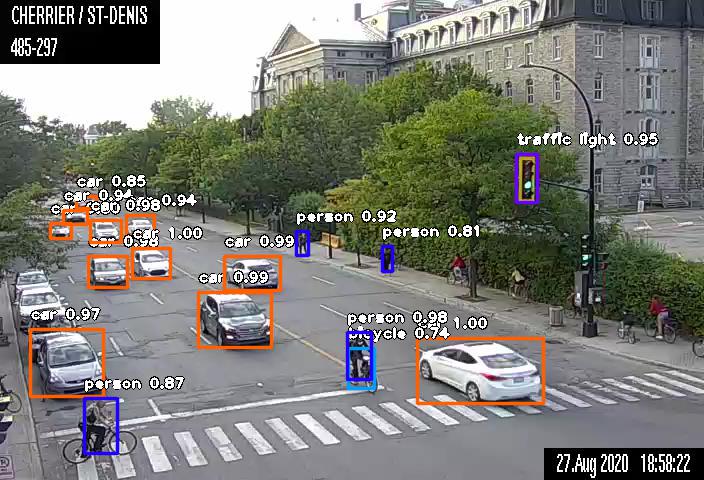 CHERRIER / ST-DENIS
485-297
traffic light 0.95
car 0.85
car 0.94
0.94
car 0.98
car 1.00
person 0.92
person 0.81
car 0.99
car 0.99
car 0.97
person 0.98
1.00
bicycle 0.74
person 0.87
27.Aug 2020 18:58:22